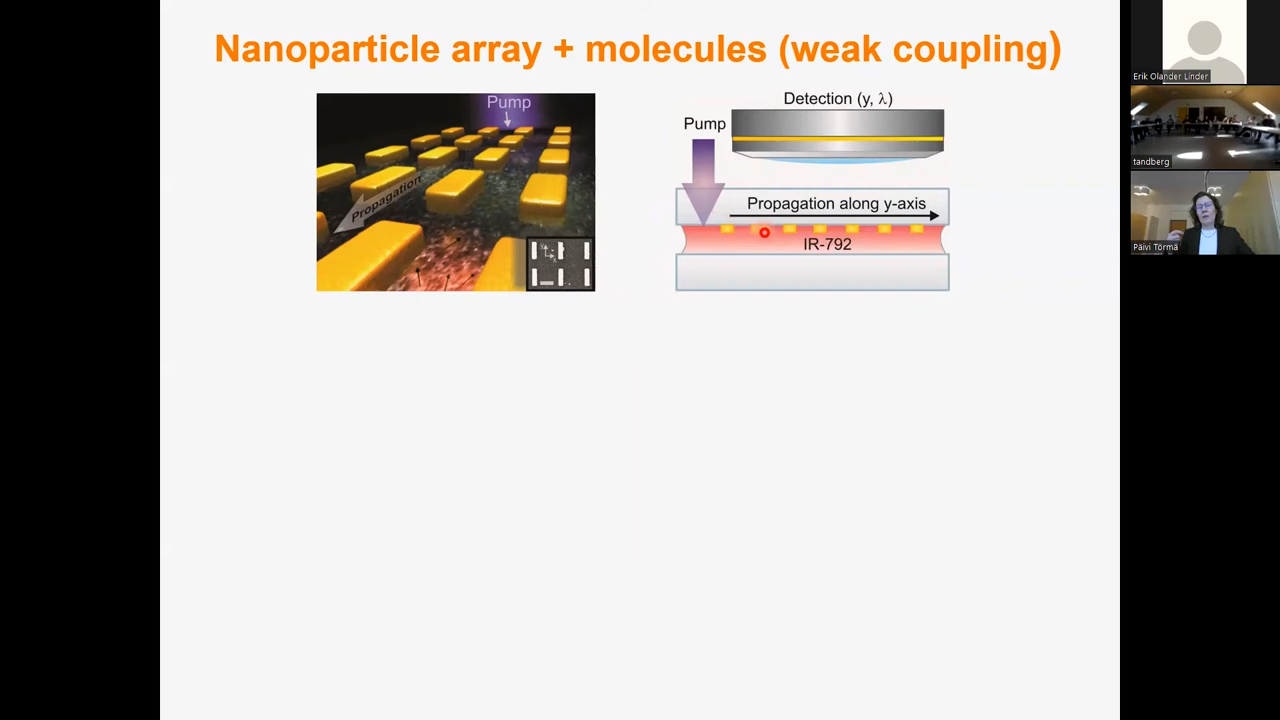 Nanoparticle array + molecules (weak coupling)
Pump
Propagation
Detection (y, λ)
Pump
Propagation along y-axis
IR-792
Erik Olander Linder
tandberg
Päivi Törmä